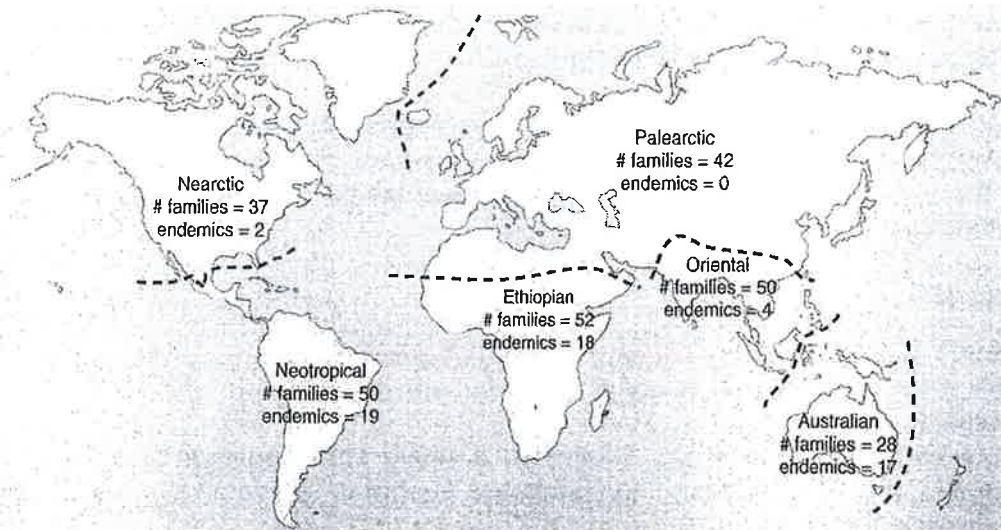 Palearctic
# families = 42
endemics = 0
Nearctic
# families = 37
endemics = 2
Oriental
# families = 50
endemics = 4
Ethiopian
# families = 52
endemics = 18
Neotropical
# families = 50
endemics = 19
Australian
# families = 28
endemics = 17